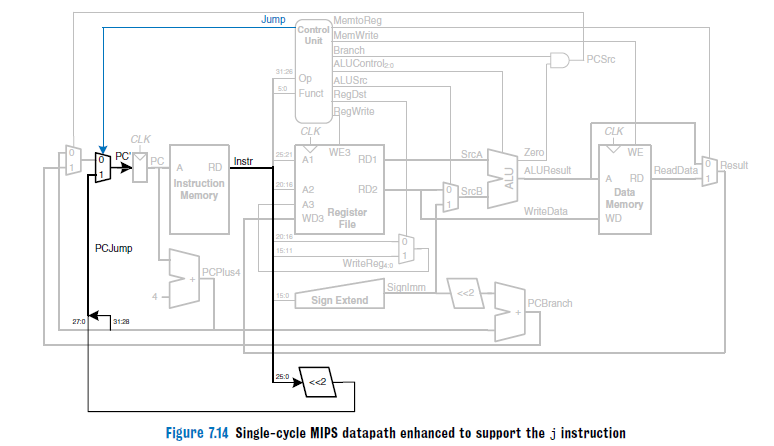 Jump
MemtoReg
Control
Unit
MemWrite
Branch
ALUControl2:0
PCSrc
31:26
Op
ALUSrc
5:0
Funct
RegDst
RegWrite
CLK
CLK
CLK
0
1
0
1
PC'
PC
A
RD
Instr
Instruction
Memory
25:21
A1
WE3
RD1
SrcA
Zero
WE
20:16
A2
RD2
0
1
SrcB
ALU
ALUResult
A
RD
ReadData
0
1
Result
A3
WD3
Register
File
Data
Memory
WriteData
WD
20:16
0
15:11
1
WriteReg4:0
PCJump
PCPlus4
+
4
SignImm
15:0
Sign Extend
<<2
PCBranch
+
27:0
31:28
25:0
<<2
Figure 7.14 Single-cycle MIPS datapath enhanced to support the j instruction